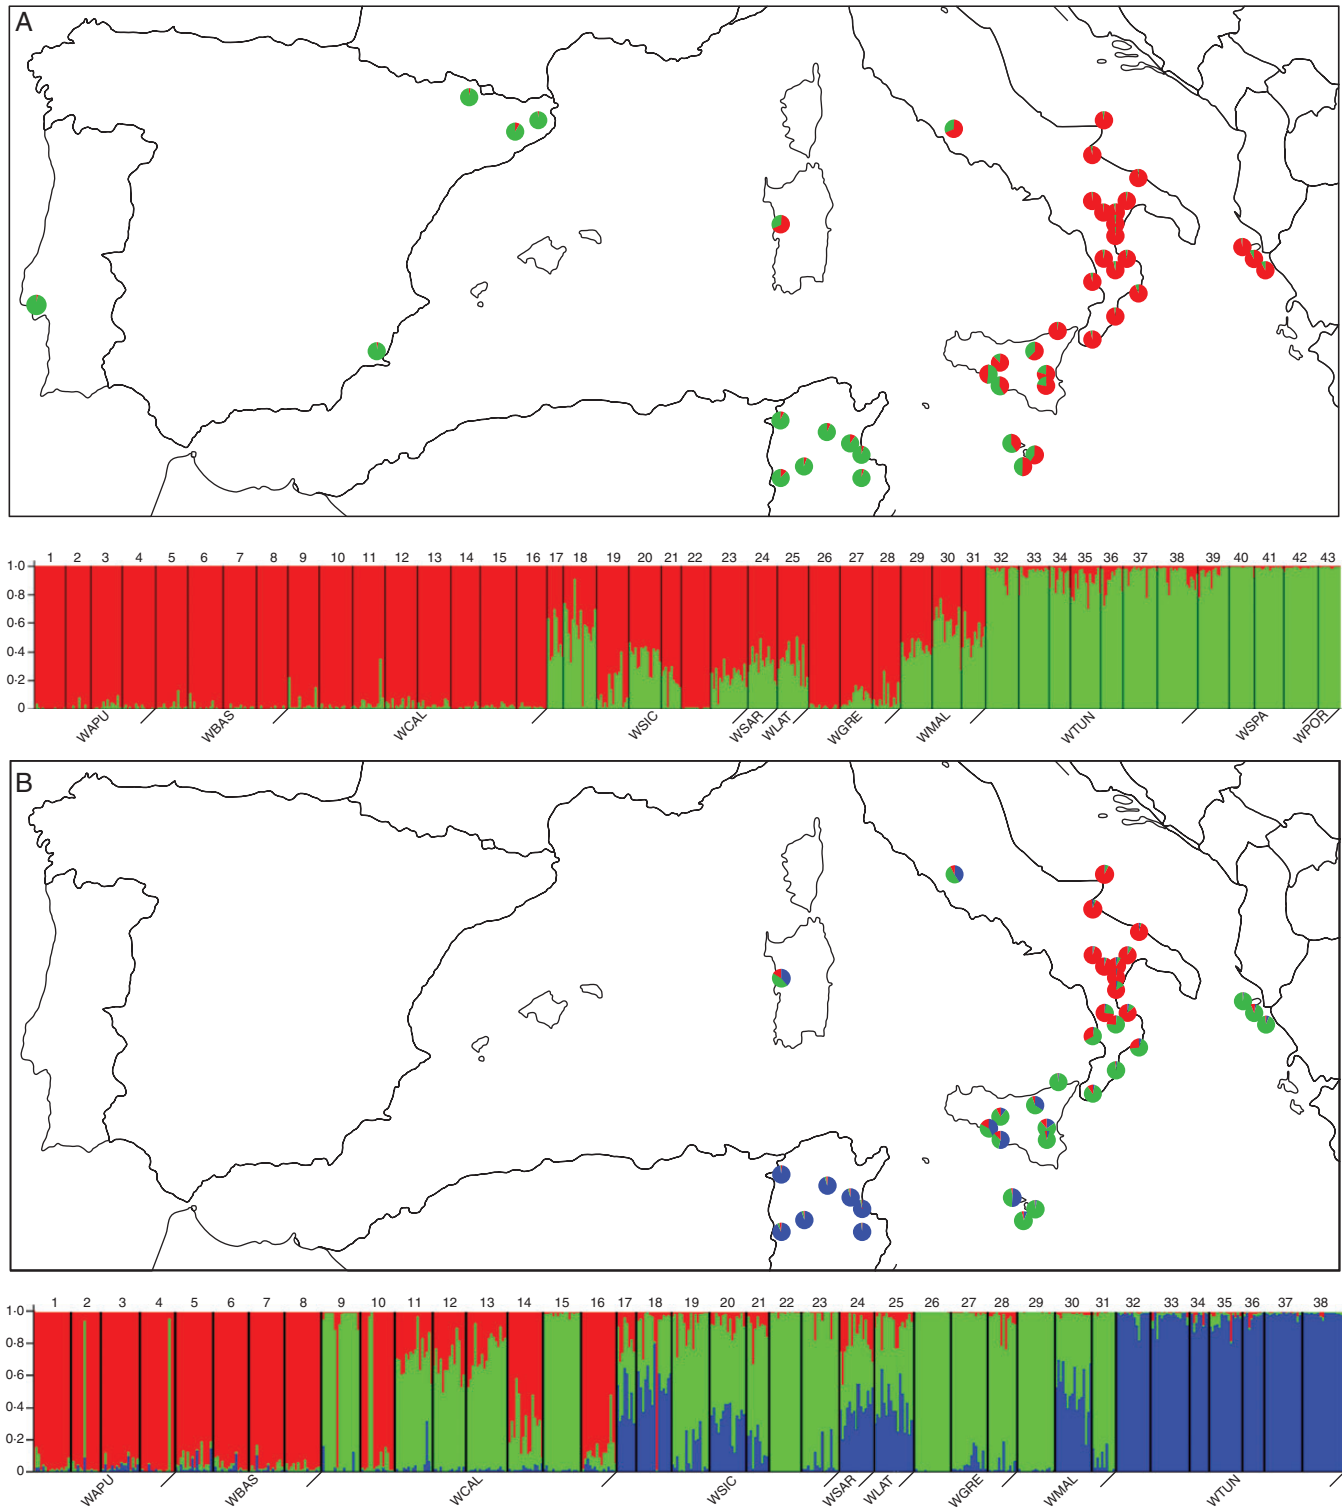 A
1 2 3 4 5 6 7 8 9 10 11 12 13 14 15 16 17 18 19 20 21 22 23 24 25 26 27 28 29 30 31 32 33 34 35 36 37 38 39 40 41 42 43
1·0
0·8
0·6
0·4
0·2
0
WAPU WBAS WCAL WSIC WSAR WLAT WGRE WMAL WTUN WSPA WPOR
B
1 2 3 4 5 6 7 8 9 10 11 12 13 14 15 16 17 18 19 20 21 22 23 24 25 26 27 28 29 30 31 32 33 34 35 36 37 38
1·0
0·8
0·6
0·4
0·2
0
WAPU WBAS WCAL WSIC WSAR WLAT WGRE WMAL WTUN